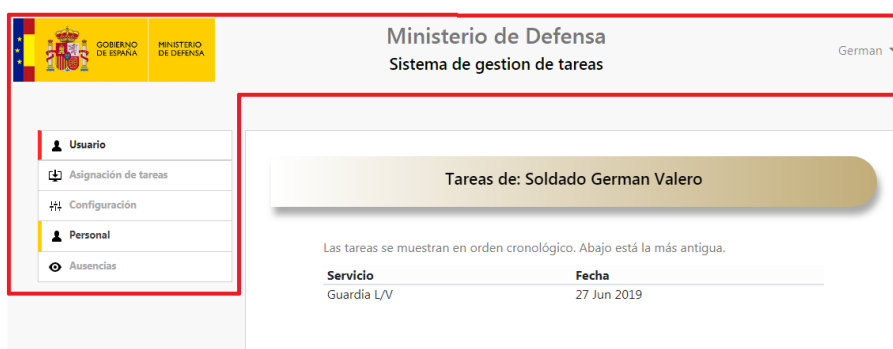 GOBIERNO
DE ESPAÑA
MINISTERIO
DE DEFENSA
Ministerio de Defensa
Sistema de gestion de tareas
German
Usuario
Asignación de tareas
Configuración
Personal
Ausencias
Tareas de: Soldado German Valero
Las tareas se muestran en orden cronológico. Abajo está la más antigua.
Servicio Fecha
Guardia L/V 27 Jun 2019